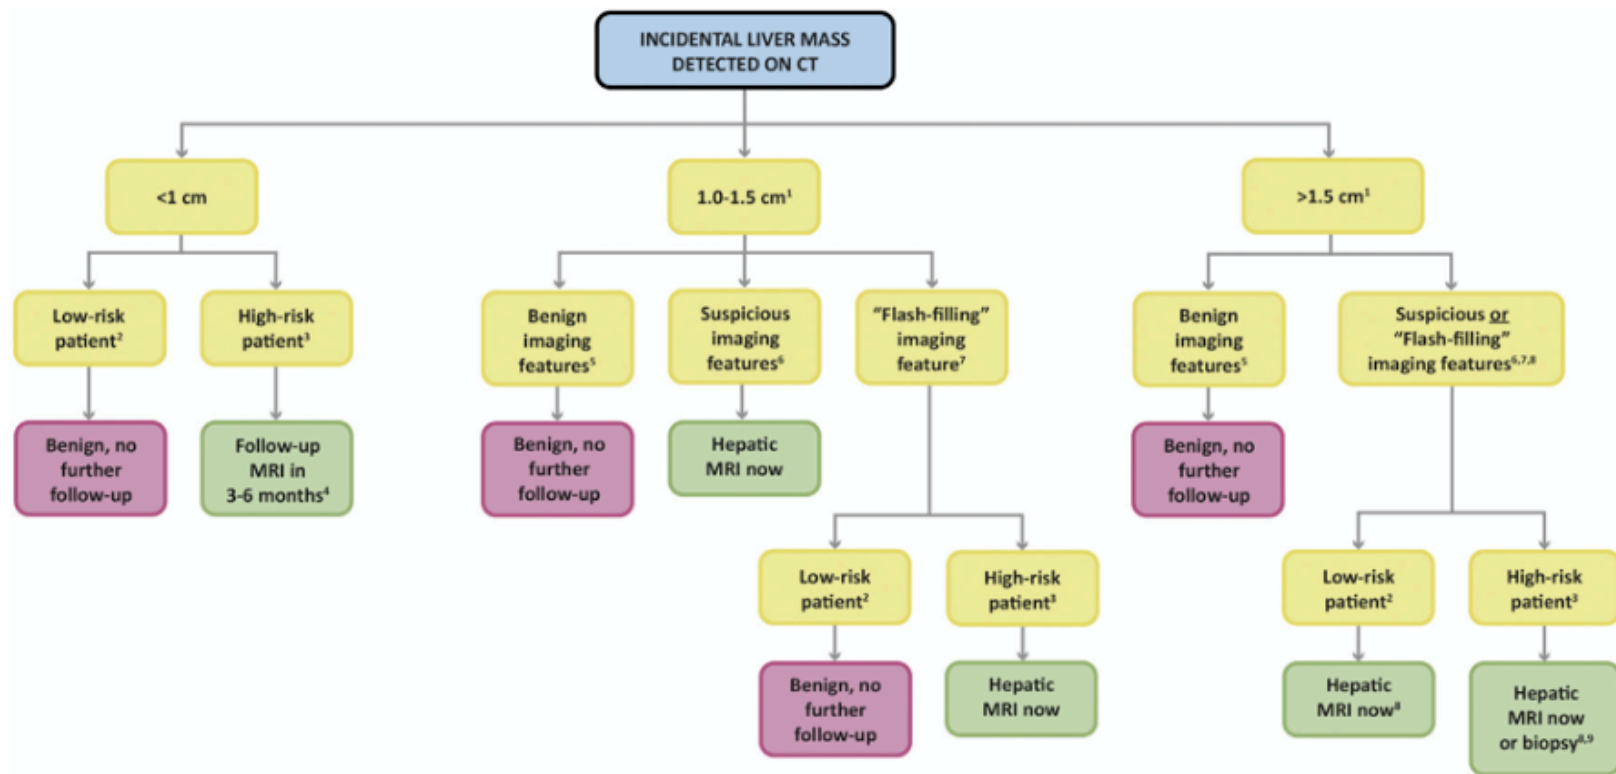 INCIDENTAL LIVER MASS
DETECTED ON CT
<1 cm
1.0-1.5 cm¹
>1.5 cm¹
Low-risk
patient²
High-risk
patient³
Benign
imaging
features⁵
Suspicious
imaging
features⁶
“Flash-filling”
imaging
feature⁷
Benign
imaging
features⁵
Suspicious or
“Flash-filling”
imaging features⁶,⁷,⁸
Benign, no
further
follow-up
Follow-up
MRI in
3-6 months⁴
Benign, no
further
follow-up
Hepatic
MRI now
Benign, no
further
follow-up
Low-risk
patient²
High-risk
patient³
Low-risk
patient²
High-risk
patient³
Benign, no
further
follow-up
Hepatic
MRI now
Hepatic
MRI now⁸
Hepatic
MRI now
or biopsy⁸,⁹